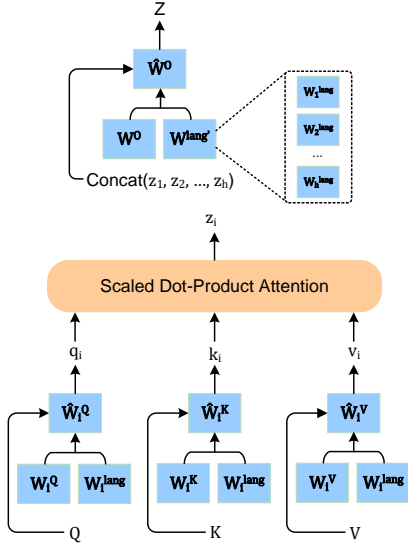 Z
Ŵ^O
W^O W^lang'
W_1^lang
W_2^lang
...
W_h^lang
Concat(z_1, z_2, ..., z_h)
z_i
Scaled Dot-Product Attention
q_i k_i v_i
Ŵ_i^Q Ŵ_i^K Ŵ_i^V
W_i^Q W_i^lang W_i^K W_i^lang W_i^V W_i^lang
Q K V